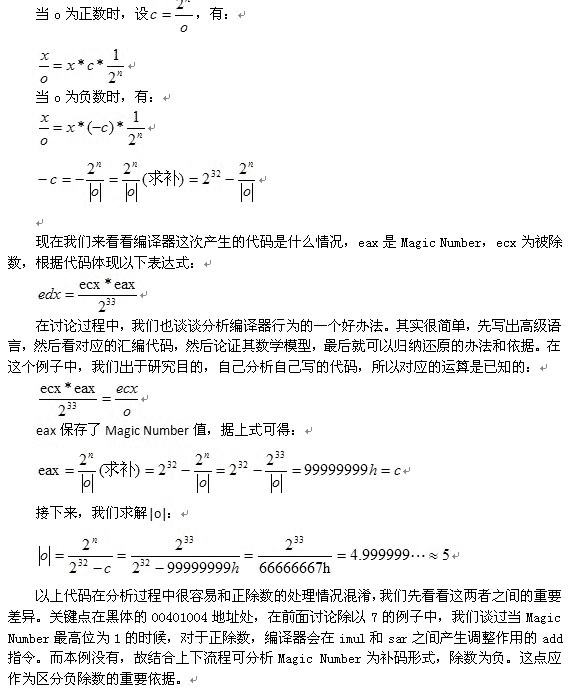 当 o 为正数时，设 c = 2^n / o ，有：
x/o = x * c * 1/2^n
当 o 为负数时，有：
x/o = x * (−c) * 1/2^n
−c = − 2^n/|o| = 2^n/|o| (求补) = 2^32 − 2^n/|o|
现在我们来看看编译器这次产生的代码是什么情况，eax 是 Magic Number，ecx 为被除
数，根据代码体现以下表达式：
edx = ecx * eax / 2^33
在讨论过程中，我们也谈谈分析编译器行为的一个好办法。其实很简单，先写出高级语
言，然后看对应的汇编代码，然后论证其数学模型，最后就可以归纳还原的办法和依据。在
这个例子中，我们出于研究目的，自己分析自己写的代码，所以对应的运算是已知的：
ecx * eax / 2^33 = ecx / o
eax 保存了 Magic Number 值，据上式可得：
eax = 2^n/|o| (求补) = 2^32 − 2^n/|o| = 2^32 − 2^33/|o| = 99999999h = c
接下来，我们求解|o|：
|o| = 2^n / (2^32 − c) = 2^33 / (2^32 − 99999999h) = 2^33 / 66666667h = 4.999999⋯ ≈ 5
以上代码在分析过程中很容易和正除数的处理情况混淆，我们先看看这两者之间的重要
差异。关键点在黑体的 00401004 地址处，在前面讨论除以 7 的例子中，我们谈过当 Magic
Number 最高位为 1 的时候，对于正除数，编译器会在 imul 和 sar 之间产生调整作用的 add
指令。而本例没有，故结合上下流程可分析 Magic Number 为补码形式，除数为负。这点应
作为区分负除数的重要依据。